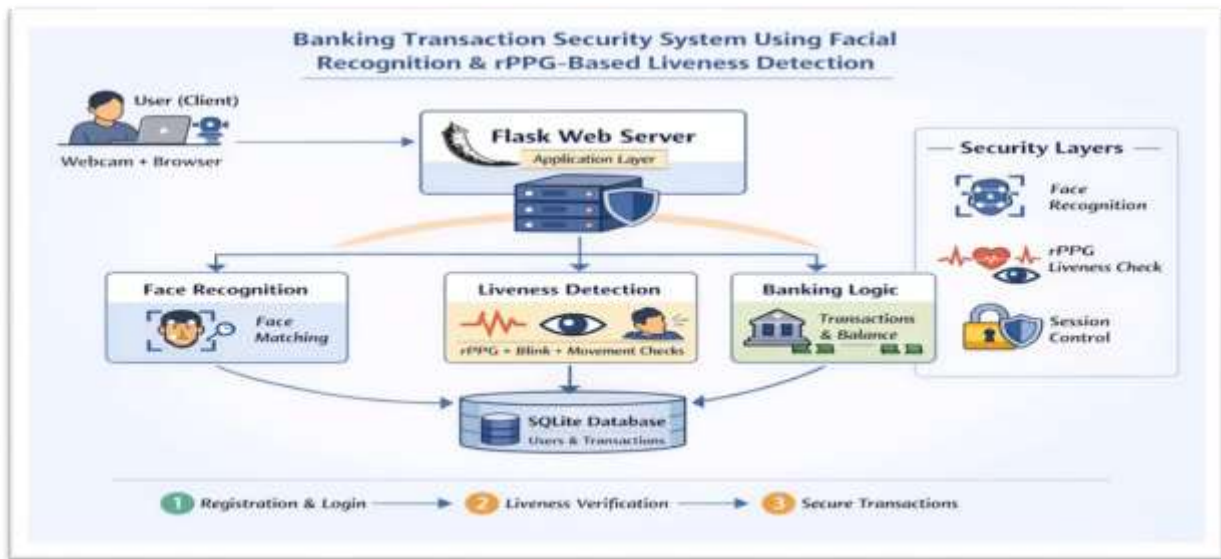 Banking Transaction Security System Using Facial
Recognition & rPPG-Based Liveness Detection
User (Client)
Webcam + Browser
Flask Web Server
Application Layer
Security Layers
Face
Recognition
rPPG
Liveness Check
Session
Control
Face Recognition
Face
Matching
Liveness Detection
rPPG + Blink + Movement Checks
Banking Logic
Transactions
& Balance
SQLite Database
Users & Transactions
1 Registration & Login
2 Liveness Verification
3 Secure Transactions